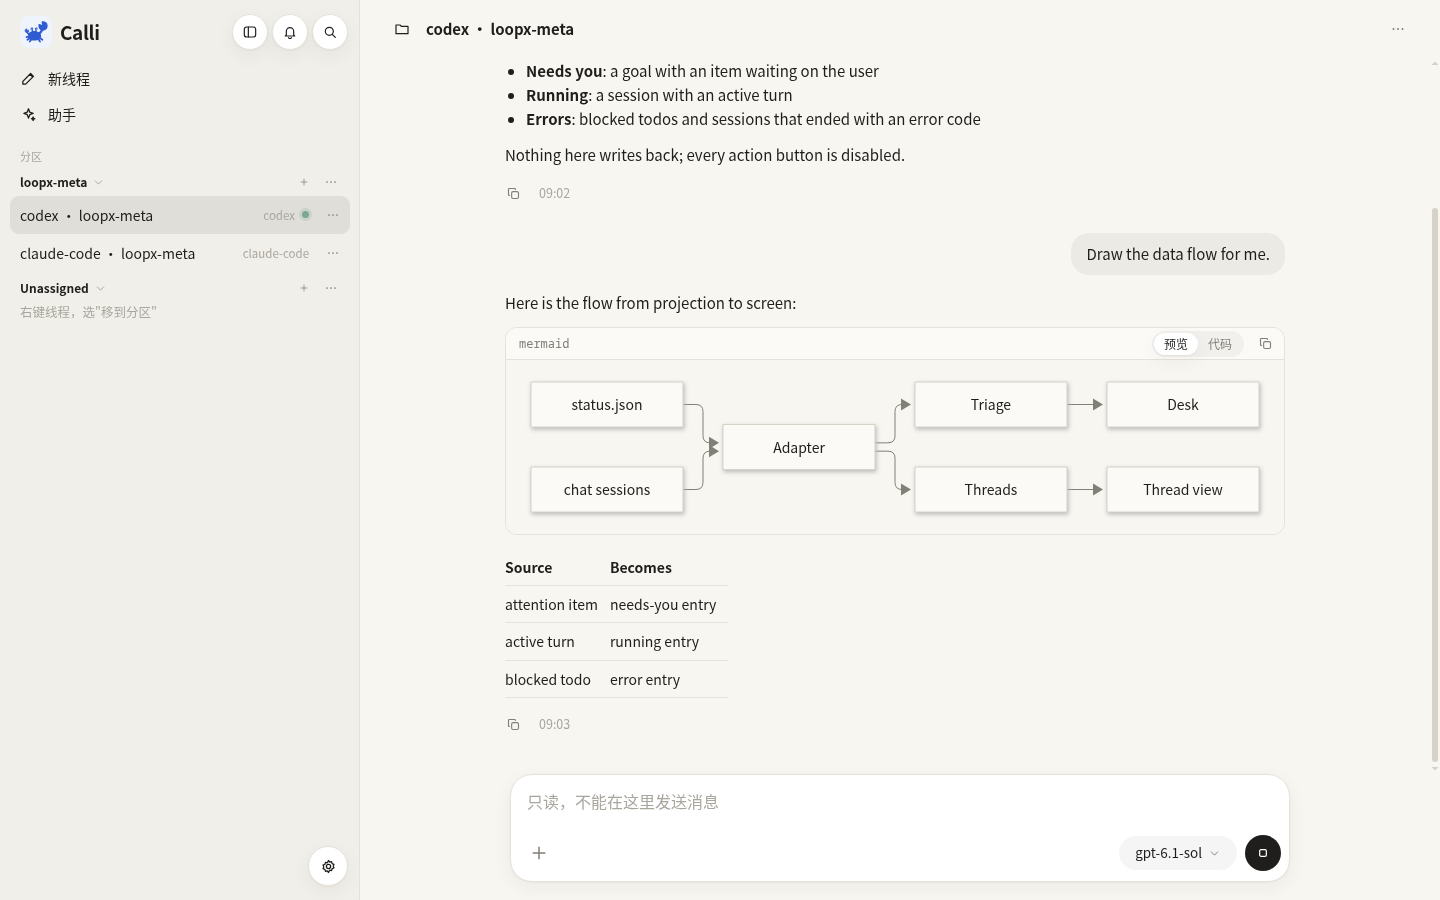 Calli
新线程
助手
分区
loopx-meta
codex • loopx-meta
codex
claude-code • loopx-meta
claude-code
Unassigned
右键线程，选"移到分区"
codex • loopx-meta
• Needs you: a goal with an item waiting on the user
• Running: a session with an active turn
• Errors: blocked todos and sessions that ended with an error code
Nothing here writes back; every action button is disabled.
09:02
Draw the data flow for me.
Here is the flow from projection to screen:
mermaid
预览 代码
status.json
chat sessions
Adapter
Triage
Desk
Threads
Thread view
Source Becomes
attention item needs-you entry
active turn running entry
blocked todo error entry
09:03
只读，不能在这里发送消息
gpt-6.1-sol